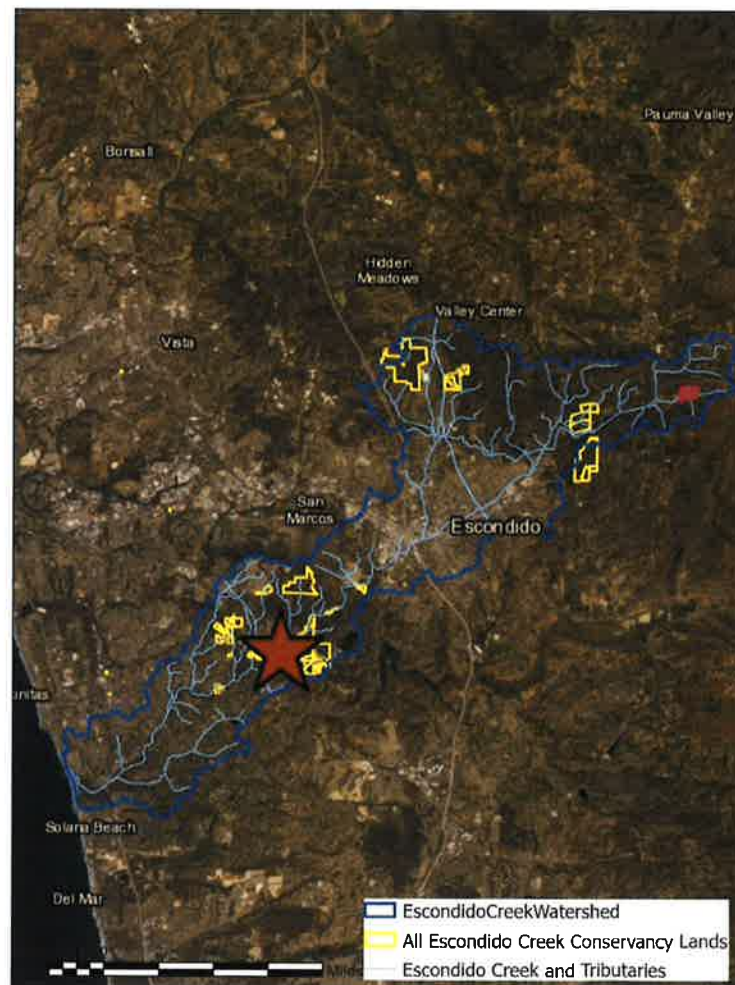 Pauma Valley
Bonsall
Hidden
Meadows
Valley Center
Vista
San
Marcos
Escondido
Solana Beach
Del Mar
EscondidoCreekWatershed
All Escondido Creek Conservancy Lands
Escondido Creek and Tributaries